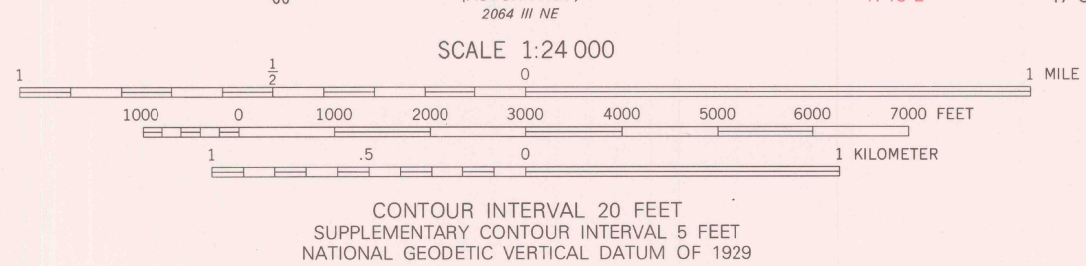 2064 III NE
SCALE 1:24 000
1 1/2 0 1 MILE
1000 0 1000 2000 3000 4000 5000 6000 7000 FEET
1 .5 0 1 KILOMETER
CONTOUR INTERVAL 20 FEET
SUPPLEMENTARY CONTOUR INTERVAL 5 FEET
NATIONAL GEODETIC VERTICAL DATUM OF 1929